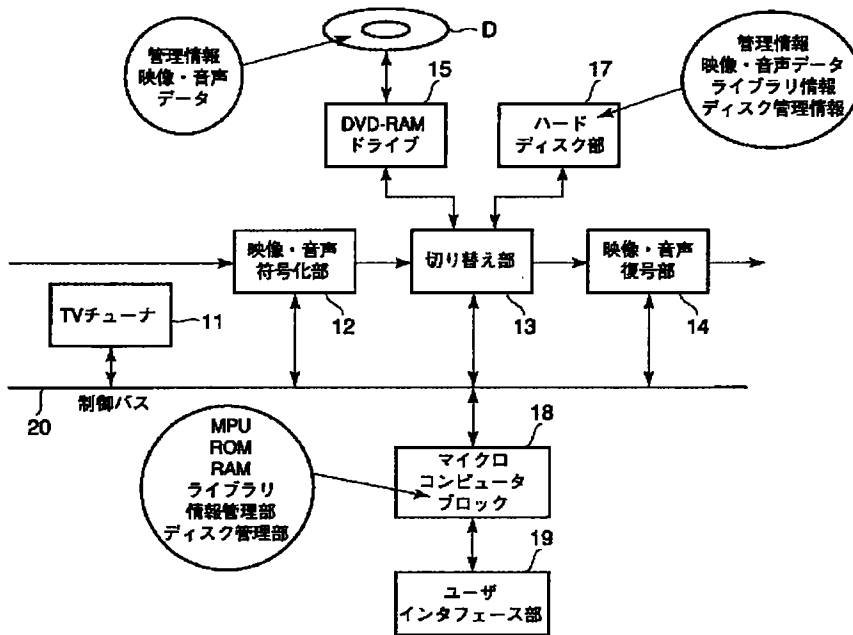 管理情報
映像・音声
データ
D
15
DVD-RAM
ドライブ
17
ハード
ディスク部
管理情報
映像・音声データ
ライブラリ情報
ディスク管理情報
映像・音声
符号化部
12
切り替え部
13
映像・音声
復号部
14
TVチューナ
11
20
制御バス
MPU
ROM
RAM
ライブラリ
情報管理部
ディスク管理部
18
マイクロ
コンピュータ
ブロック
19
ユーザ
インタフェース部